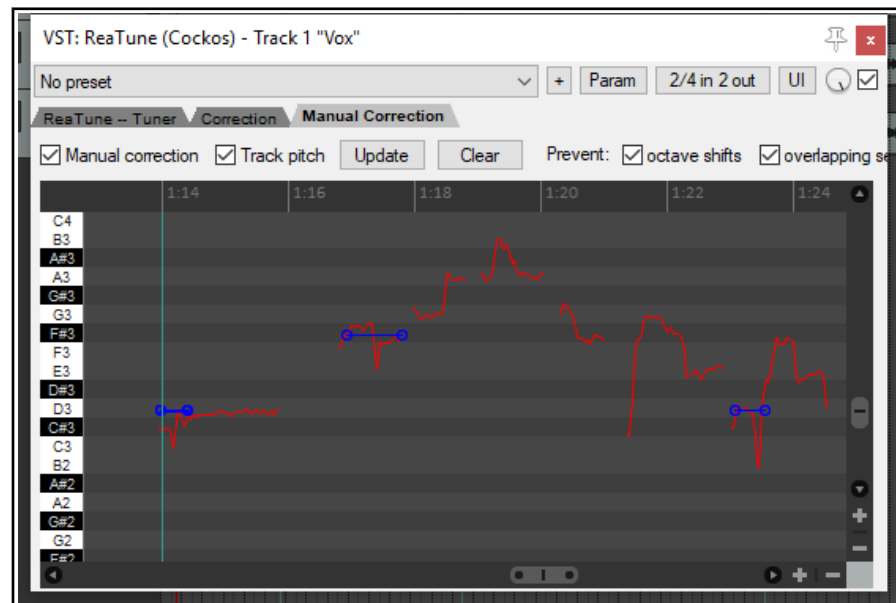 VST: ReaTune (Cockos) - Track 1 "Vox"
x
No preset
+ Param 2/4 in 2 out UI
ReaTune -- Tuner Correction Manual Correction
Manual correction Track pitch Update Clear Prevent: octave shifts overlapping se
1:14 1:16 1:18 1:20 1:22 1:24
C4
B3
A#3
A3
G#3
G3
F#3
F3
E3
D#3
D3
C#3
C3
B2
A#2
A2
G#2
G2
F#2